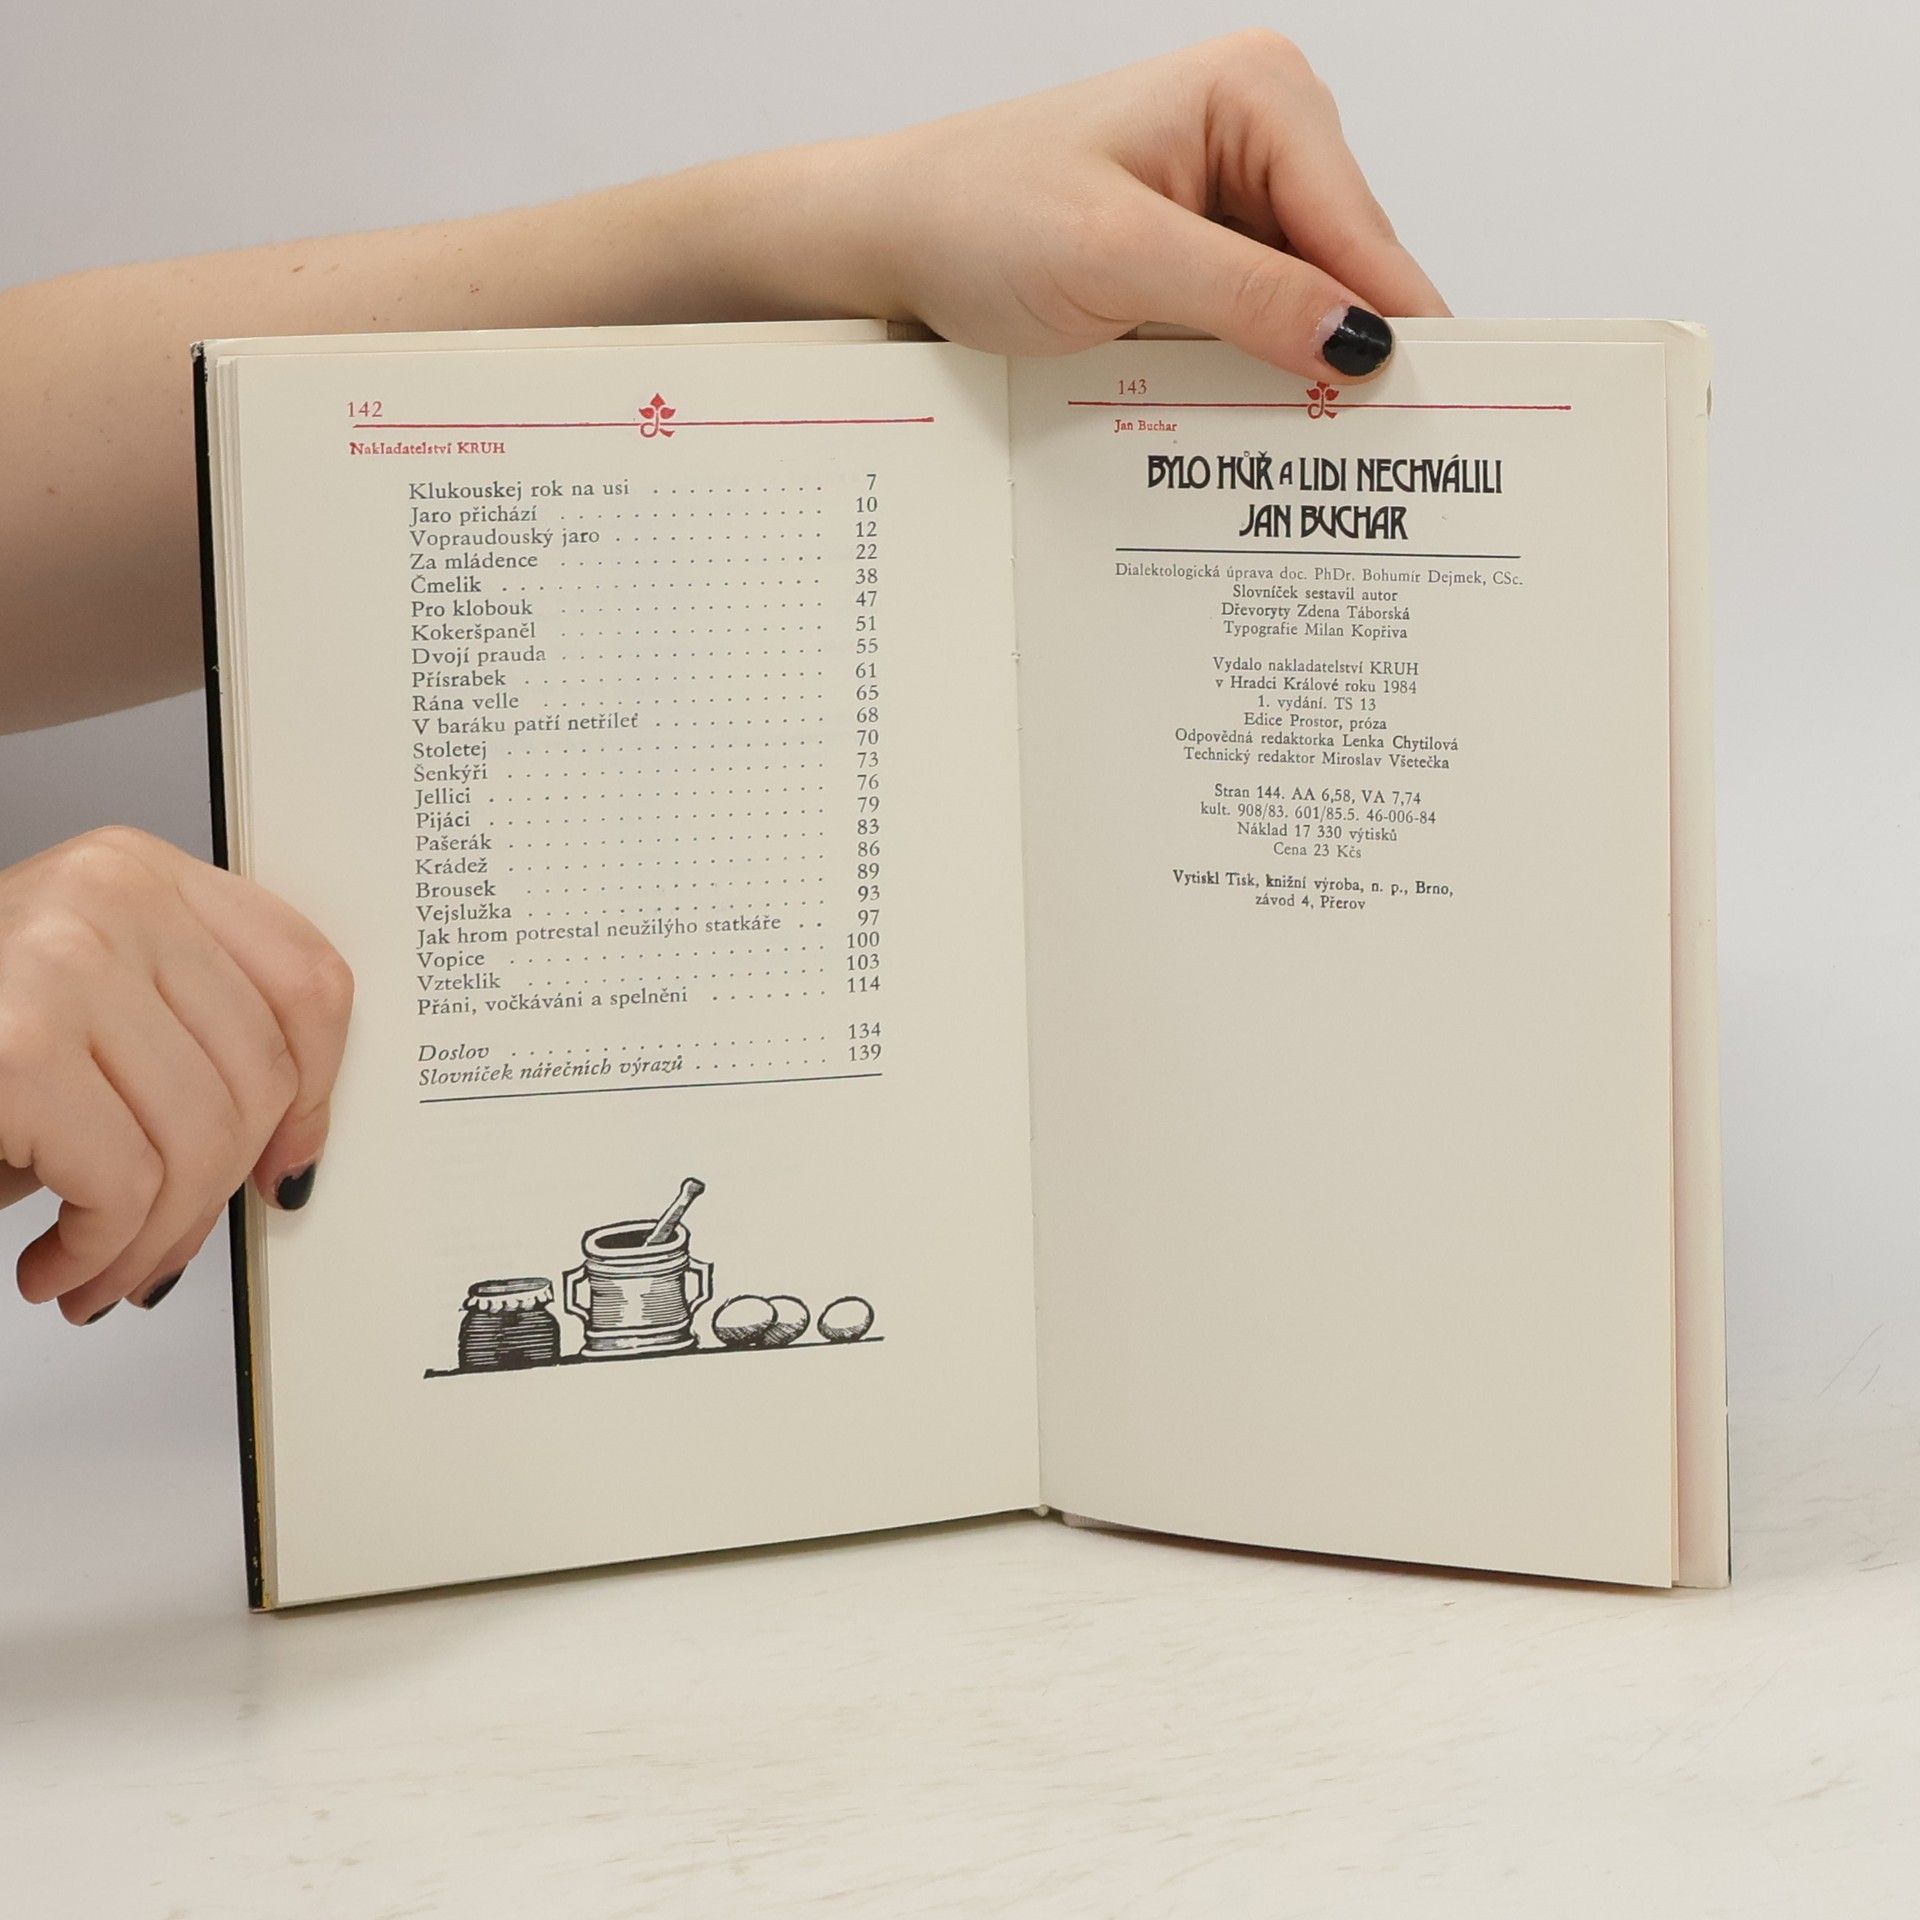 142
Nakladatelství KRUH
Klukouskej rok na usi . . . . . . . . . . 7
Jaro přichází . . . . . . . . . . . . . . 10
Vopraudouský jaro . . . . . . . . . . . . 12
Za mládence . . . . . . . . . . . . . . 22
Čmelik . . . . . . . . . . . . . . . . 38
Pro klobouk . . . . . . . . . . . . . . 47
Kokeršpaněl . . . . . . . . . . . . . . 51
Dvojí prauda . . . . . . . . . . . . . . 55
Přísrabek . . . . . . . . . . . . . . . 61
Rána velle . . . . . . . . . . . . . . . 65
V baráku patří netříleť . . . . . . . . . . 68
Stoletej . . . . . . . . . . . . . . . . 70
Šenkýři . . . . . . . . . . . . . . . . 73
Jellici . . . . . . . . . . . . . . . . . 76
Pijáci . . . . . . . . . . . . . . . . . 79
Pašerák . . . . . . . . . . . . . . . . 83
Krádež . . . . . . . . . . . . . . . . 86
Brousek . . . . . . . . . . . . . . . . 89
Vejslužka . . . . . . . . . . . . . . . 93
Jak hrom potrestal neužilýho statkáře . . 97
Vopice . . . . . . . . . . . . . . . . 100
Vzteklik . . . . . . . . . . . . . . . . 103
Přáni, vočkáváni a spelněni . . . . . . . 114
Doslov . . . . . . . . . . . . . . . . 134
Slovníček nářečních výrazů . . . . . . . . 139
143
Jan Buchar
BYLO HŮŘ A LIDI NECHVÁLILI
JAN BUCHAR
Dialektologická úprava doc. PhDr. Bohumír Dejmek, CSc.
Slovníček sestavil autor
Dřevoryty Zdena Táborská
Typografie Milan Kopřiva
Vydalo nakladatelství KRUH
v Hradci Králové roku 1984
1. vydání. TS 13
Edice Prostor, próza
Odpovědná redaktorka Lenka Chytilová
Technický redaktor Miroslav Všetečka
Stran 144. AA 6,58, VA 7,74
kult. 908/83. 601/85.5. 46-006-84
Náklad 17 330 výtisků
Cena 23 Kčs
Vytiskl Tisk, knižní výroba, n. p., Brno,
závod 4, Přerov